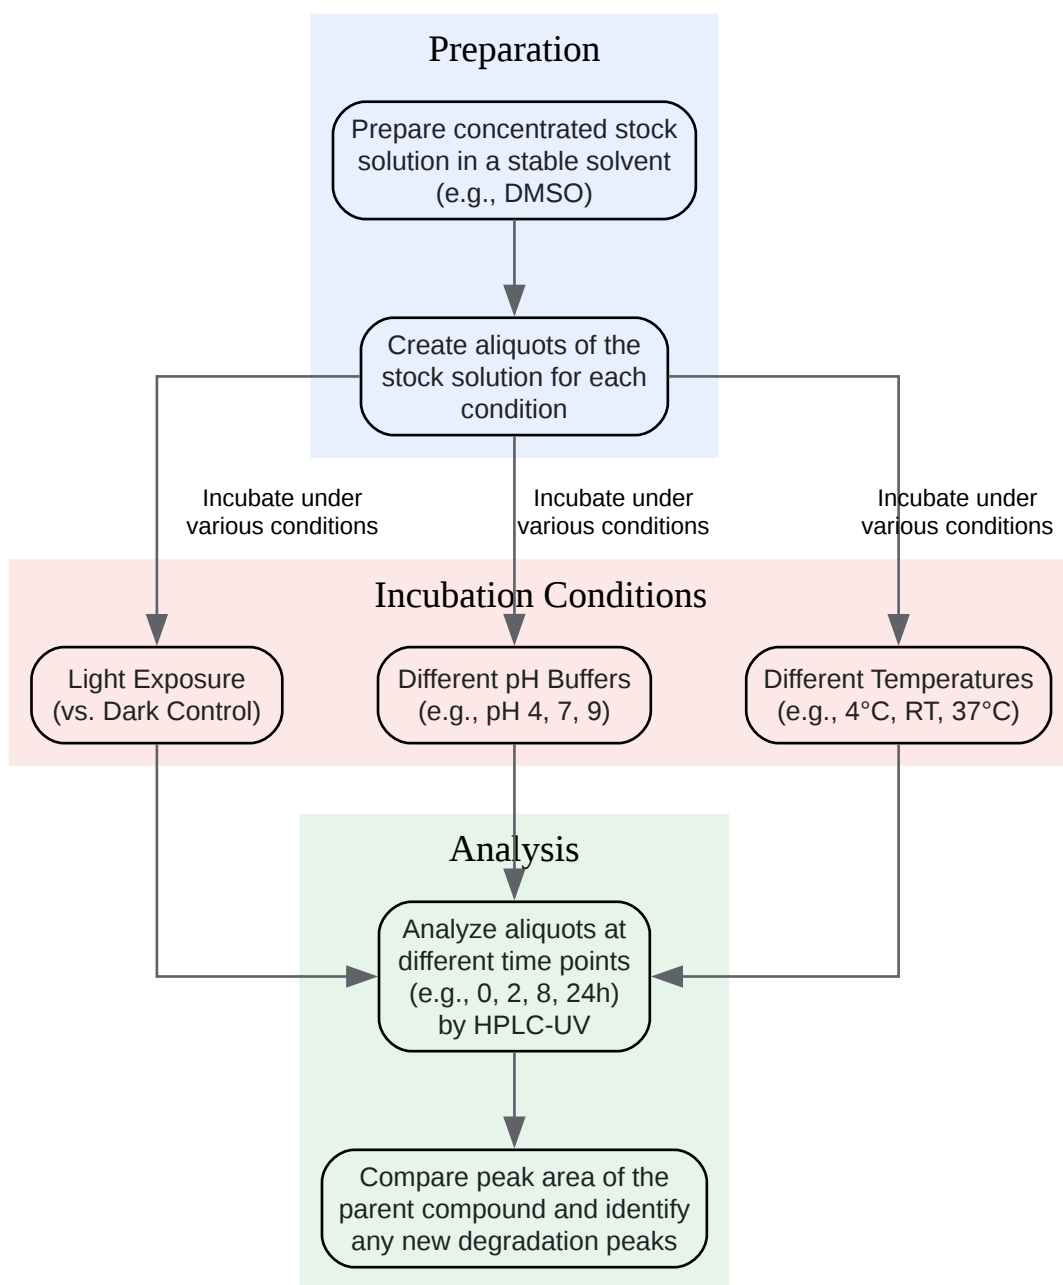 Preparation
Prepare concentrated stock
solution in a stable solvent
(e.g., DMSO)
Create aliquots of the
stock solution for each
condition
Incubate under
various conditions
Incubate under
various conditions
Incubate under
various conditions
Incubation Conditions
Light Exposure
(vs. Dark Control)
Different pH Buffers
(e.g., pH 4, 7, 9)
Different Temperatures
(e.g., 4°C, RT, 37°C)
Analysis
Analyze aliquots at
different time points
(e.g., 0, 2, 8, 24h)
by HPLC-UV
Compare peak area of the
parent compound and identify
any new degradation peaks